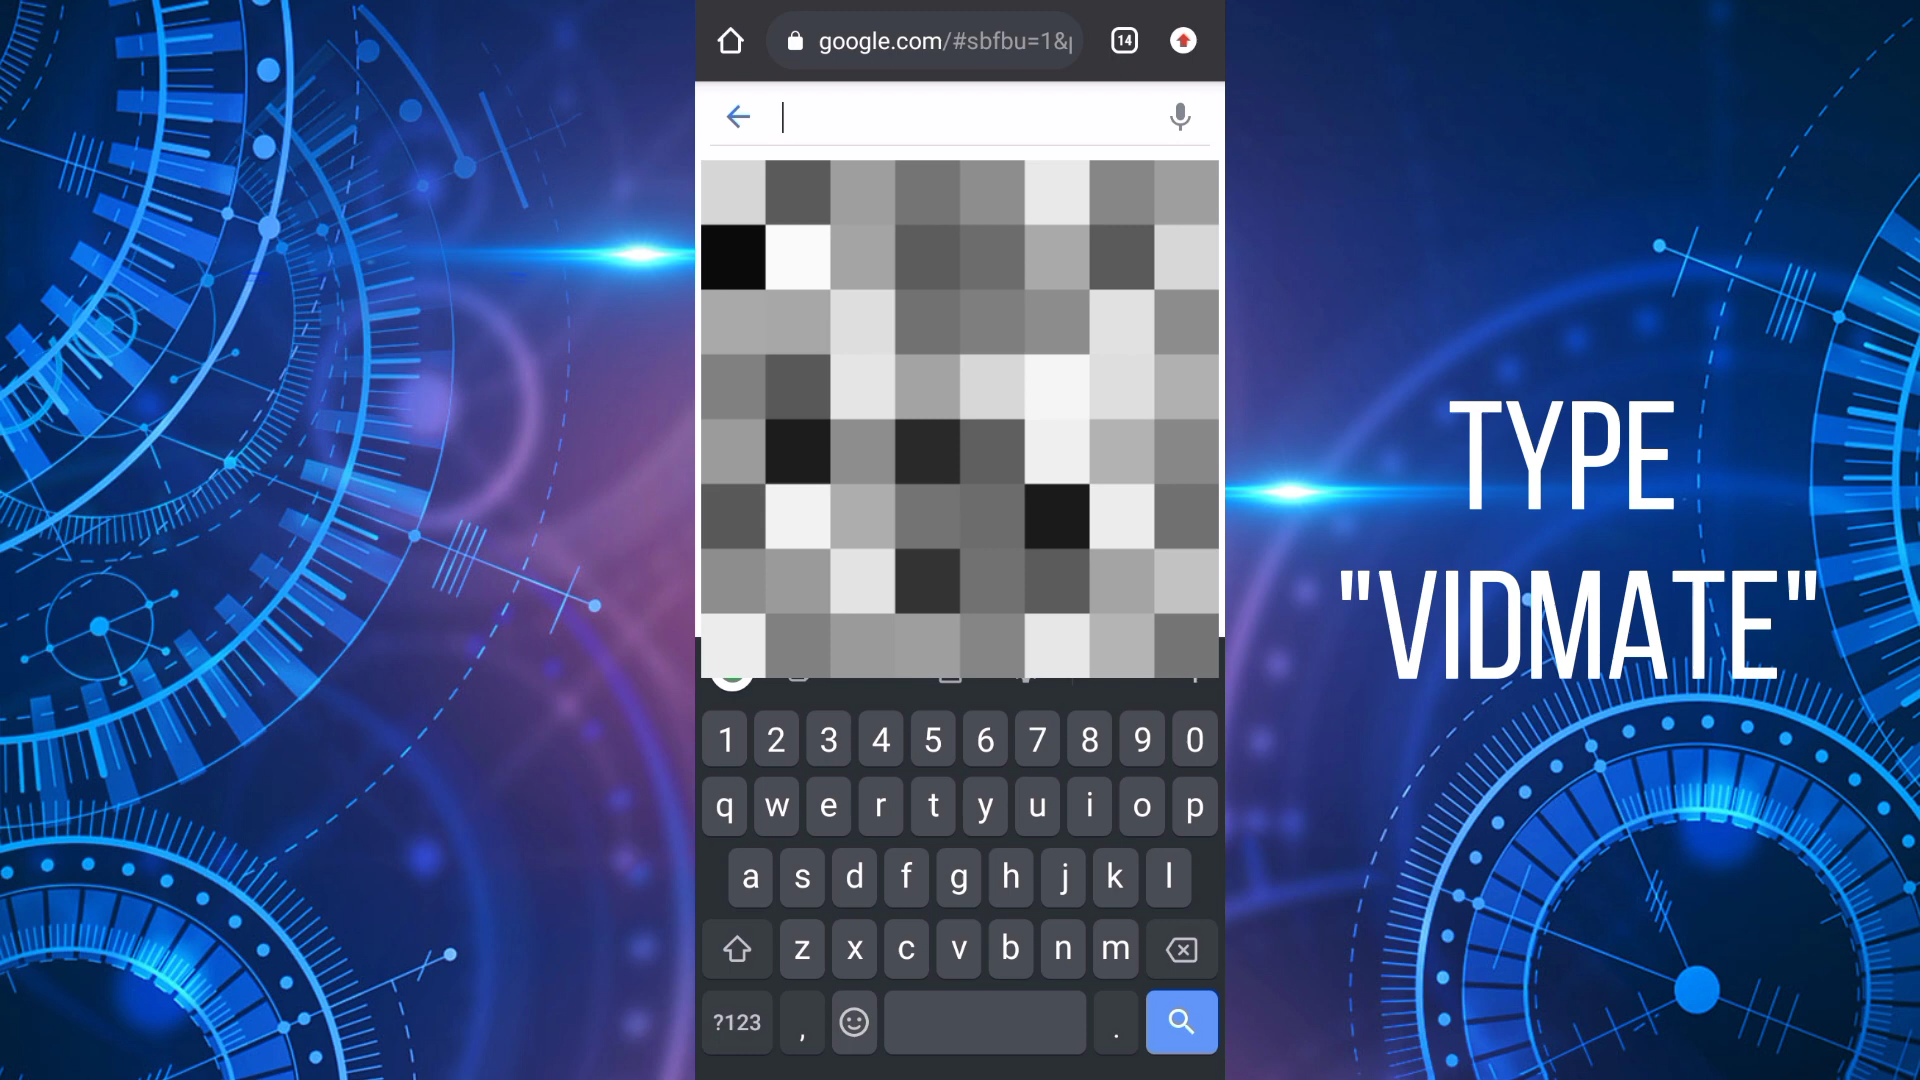 google.com/#sbfbu=1&
14
TYPE
"VIDMATE"
1 2 3 4 5 6 7 8 9 0
q w e r t y u i o p
a s d f g h j k l
z x c v b n m
?123 , .